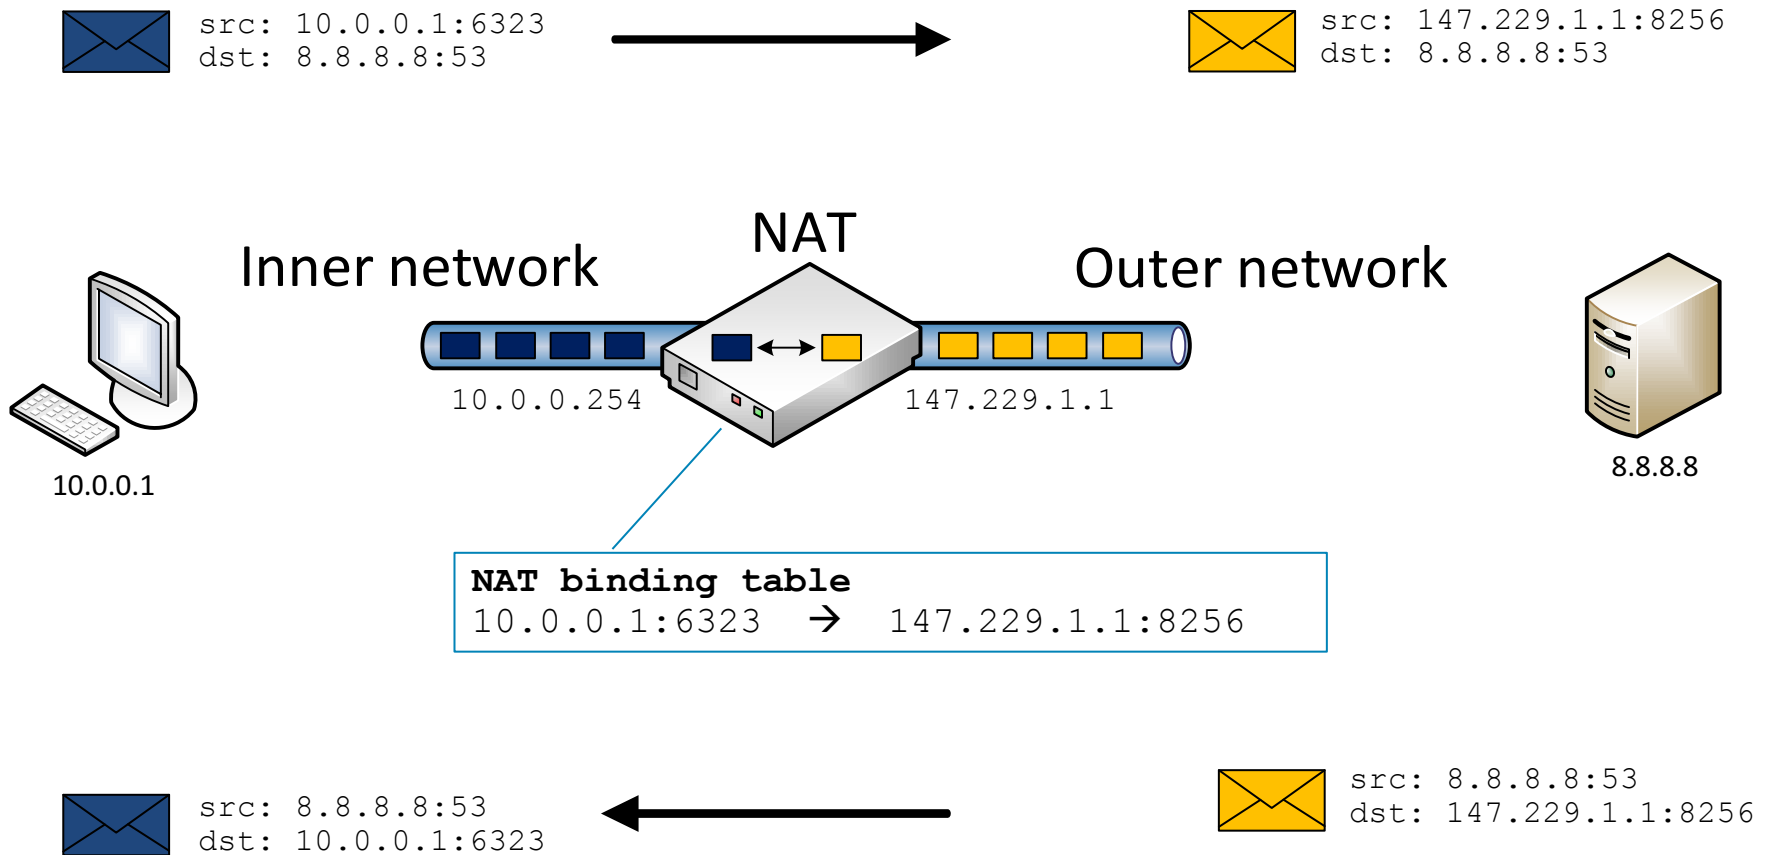 src: 10.0.0.1:6323
dst: 8.8.8.8:53
src: 147.229.1.1:8256
dst: 8.8.8.8:53
NAT
Inner network
Outer network
10.0.0.254
147.229.1.1
10.0.0.1
8.8.8.8
NAT binding table
10.0.0.1:6323 → 147.229.1.1:8256
src: 8.8.8.8:53
dst: 10.0.0.1:6323
src: 8.8.8.8:53
dst: 147.229.1.1:8256